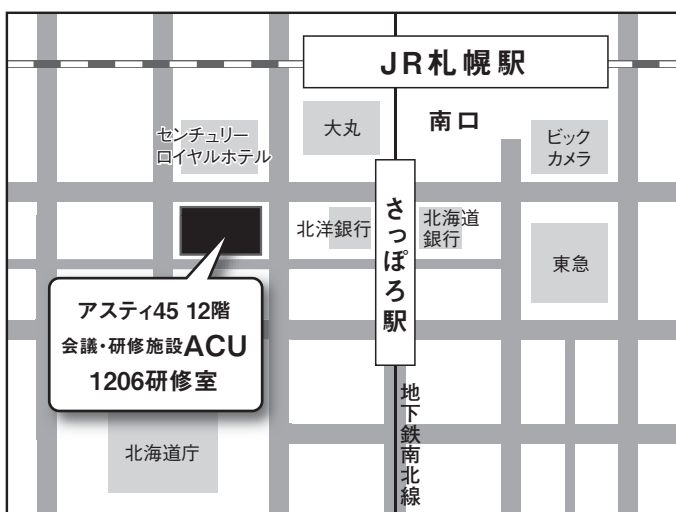 JR札幌駅
センチュリー
ロイヤルホテル
大丸
南口
ビック
カメラ
さっぽろ駅
北洋銀行
北海道
銀行
東急
アスティ45 12階
会議・研修施設ACU
1206研修室
地下鉄南北線
北海道庁